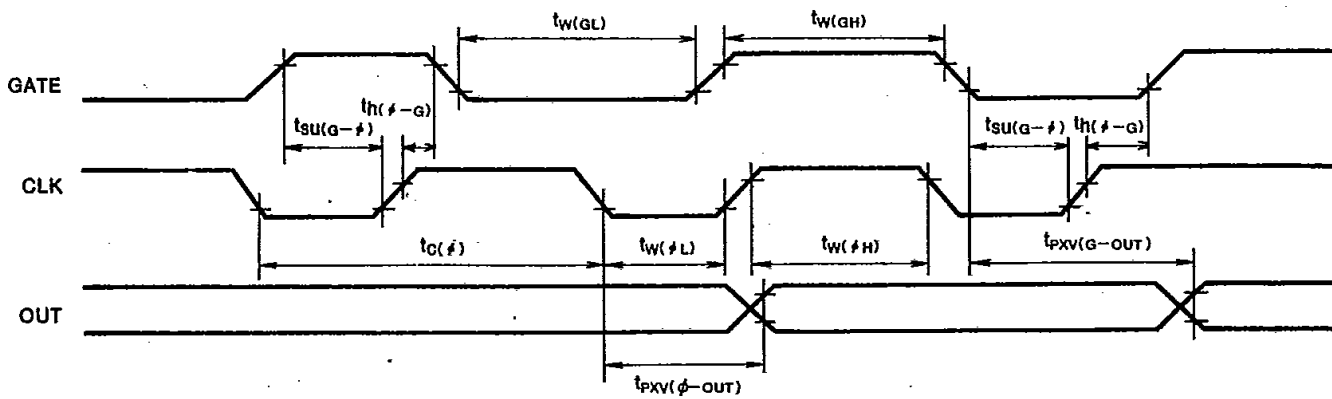 tW(GL) tW(GH)
GATE
th(ϕ-G)
tSU(G-ϕ) tSU(G-ϕ) th(ϕ-G)
CLK
tC(ϕ) tW(ϕL) tW(ϕH) tPXV(G-OUT)
OUT
tPXV(ϕ-OUT)